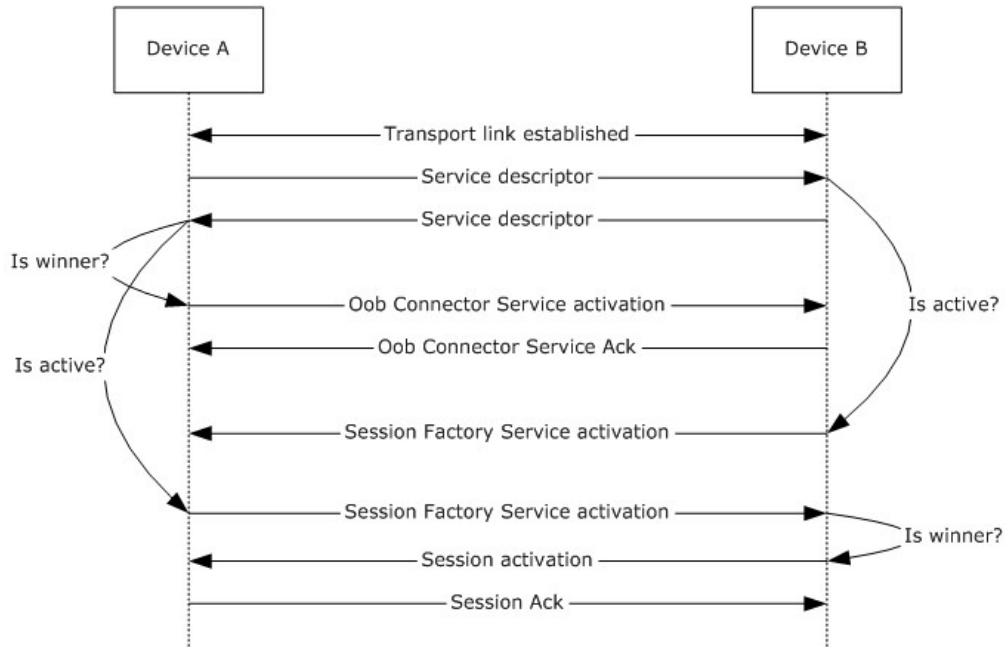 Device A
Device B
Transport link established
Service descriptor
Service descriptor
Is winner?
Oob Connector Service activation
Is active?
Oob Connector Service Ack
Is active?
Session Factory Service activation
Session Factory Service activation
Is winner?
Session activation
Session Ack